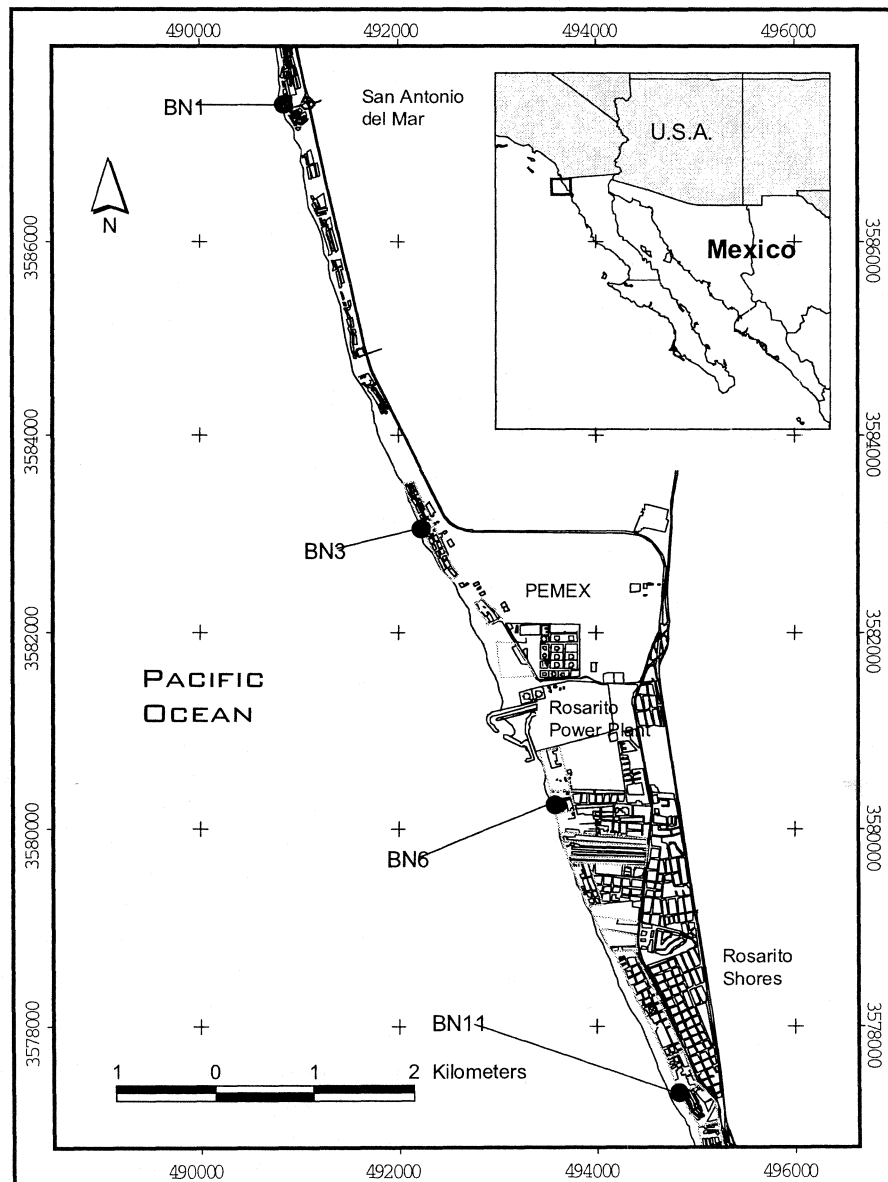 490000 492000 494000 496000
BN1
San Antonio
del Mar
U.S.A.
N
Mexico
3586000 3586000
3584000 3584000
BN3
PEMEX
3582000 3582000
PACIFIC
OCEAN
Rosarito
Power Plant
3580000 3580000
BN6
Rosarito
Shores
BN11
3578000 3578000
1 0 1 2 Kilometers
490000 492000 494000 496000